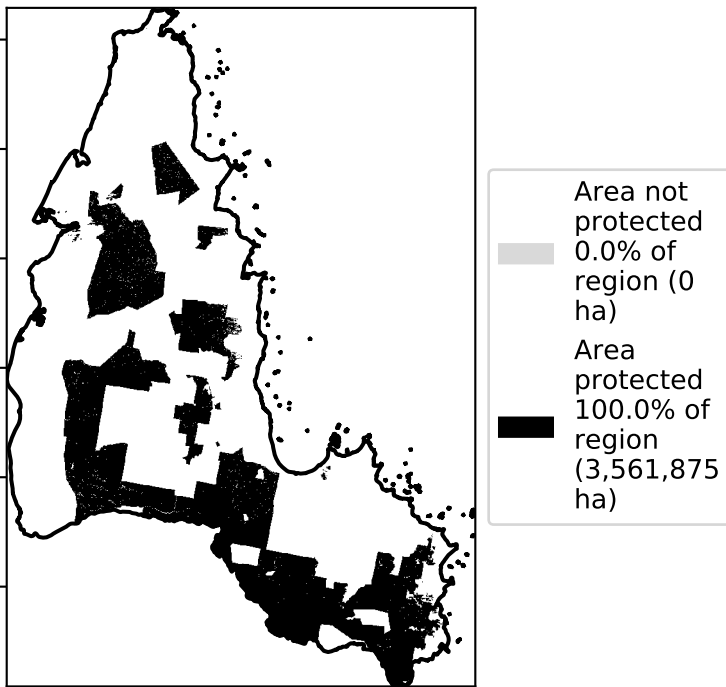 Area not
protected
0.0% of
region (0
ha)
Area
protected
100.0% of
region
(3,561,875
ha)